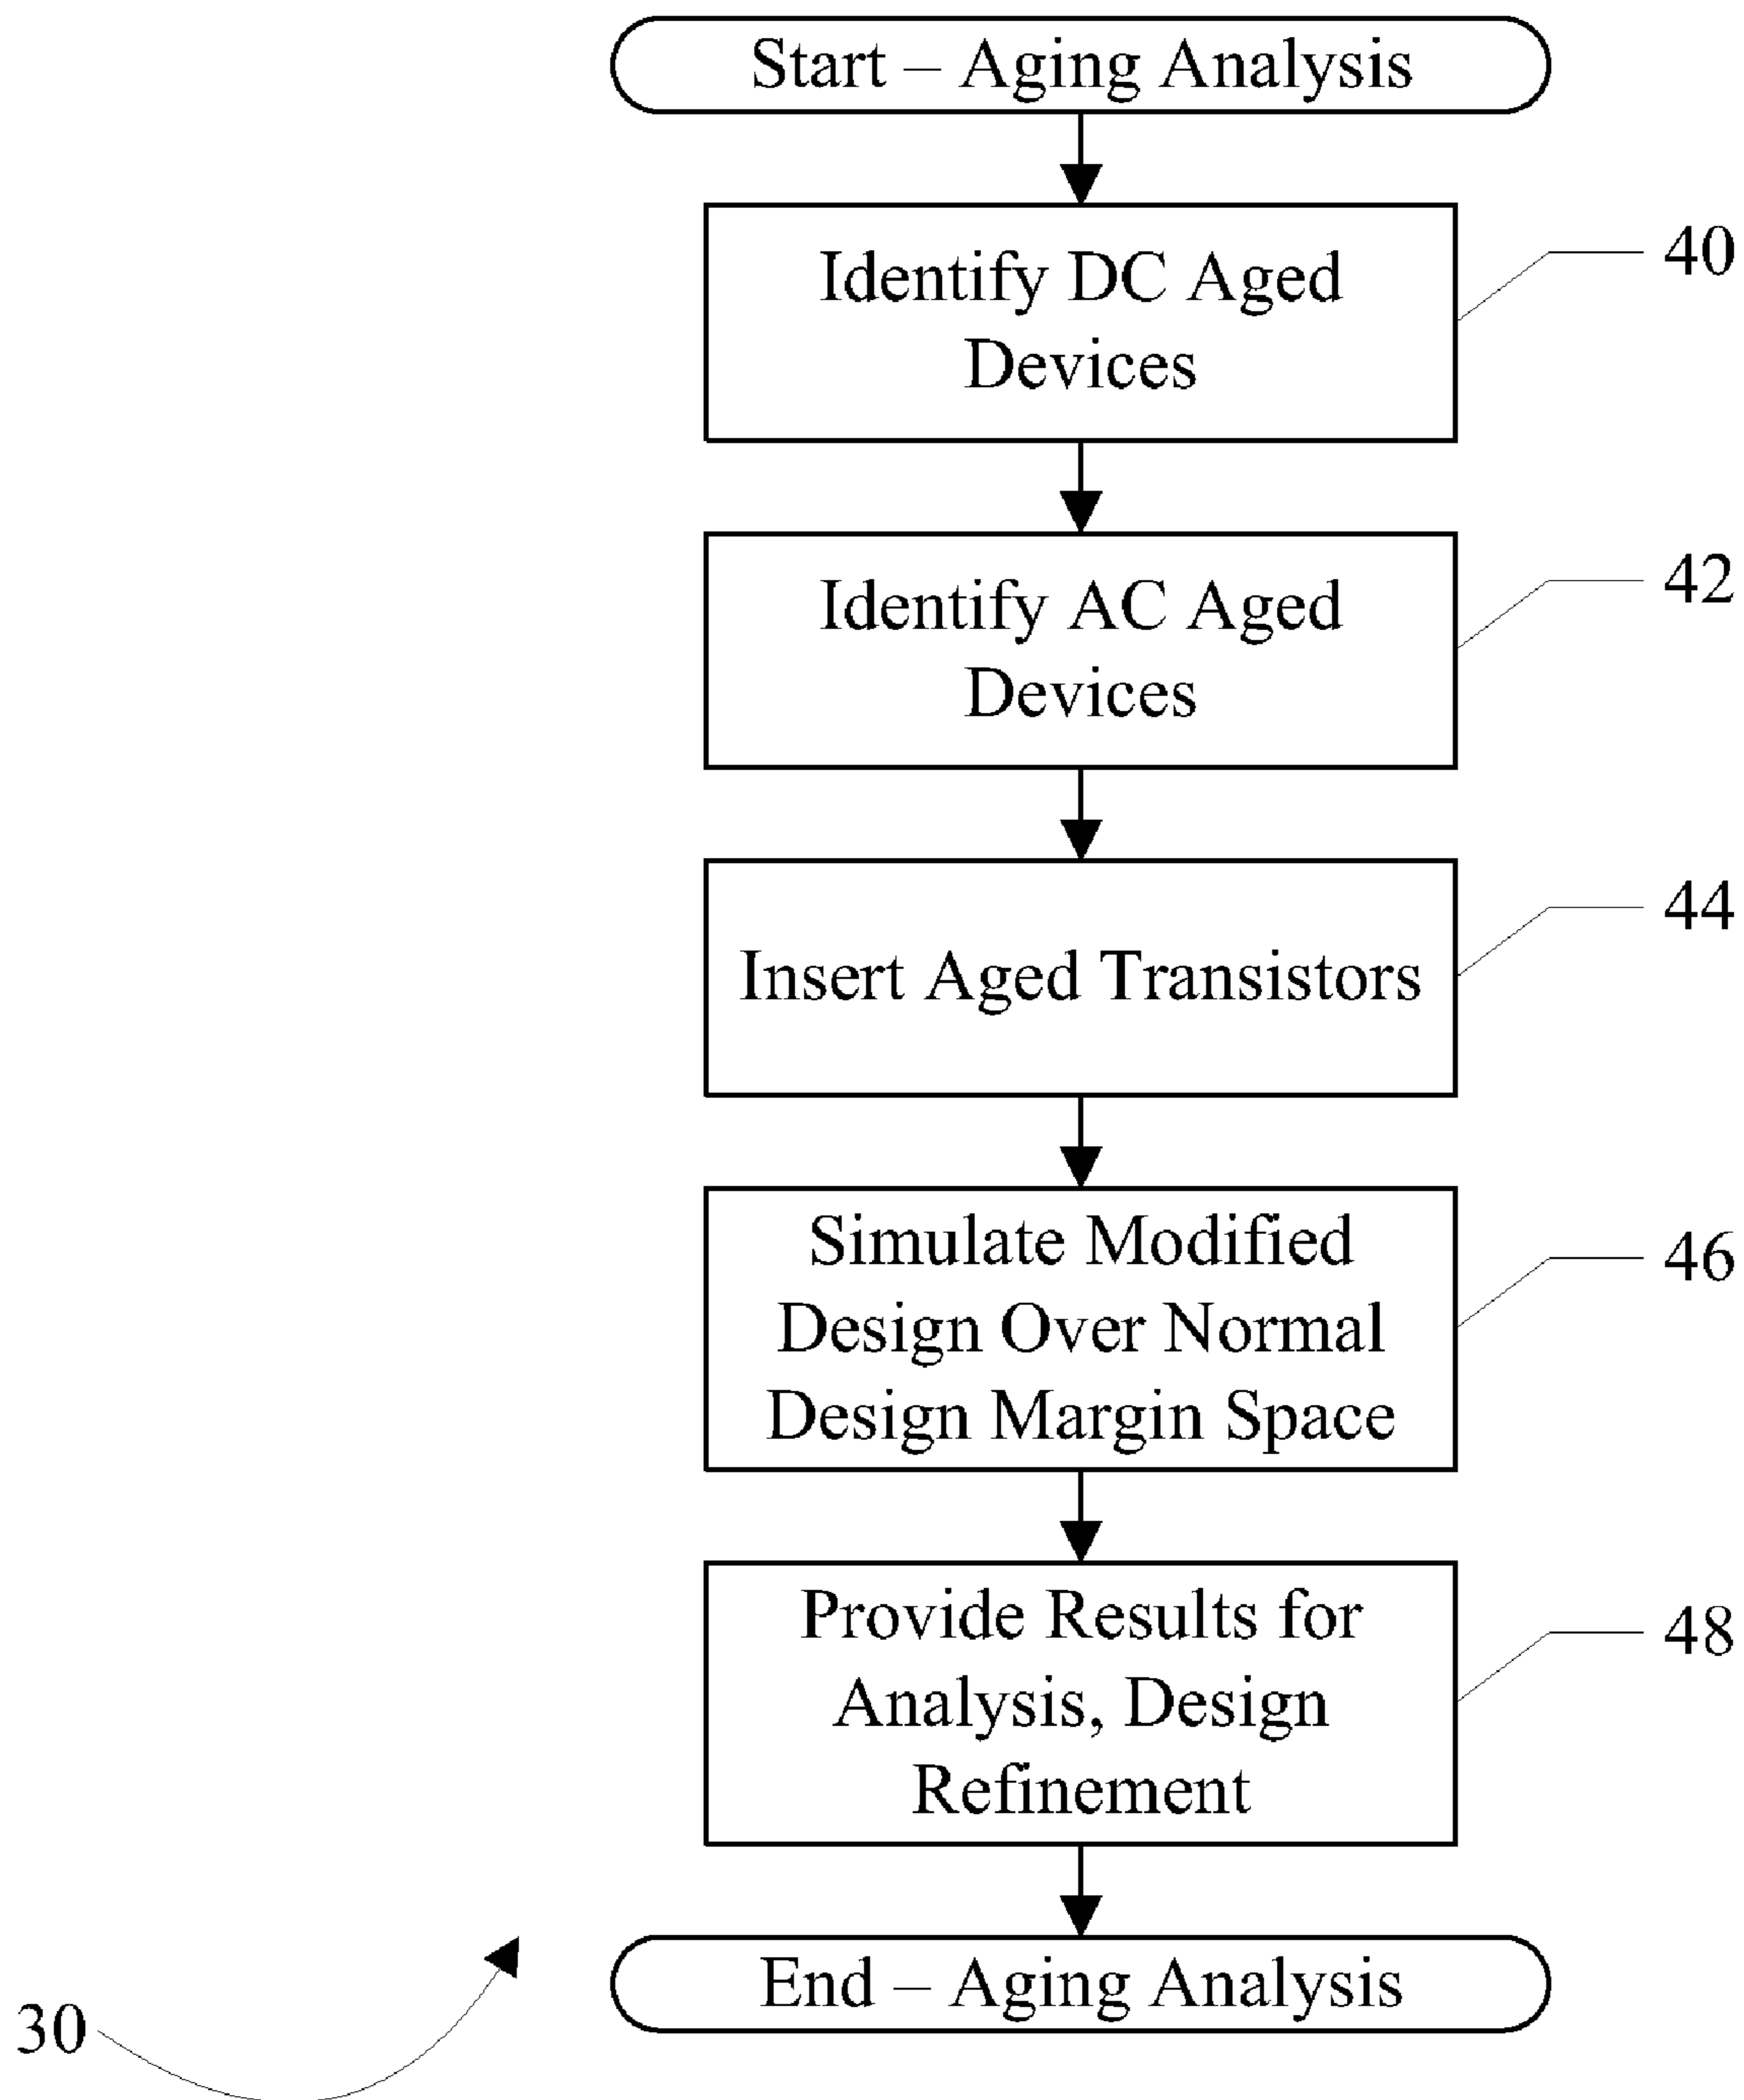 Start – Aging Analysis
Identify DC Aged
Devices
40
Identify AC Aged
Devices
42
Insert Aged Transistors
44
Simulate Modified
Design Over Normal
Design Margin Space
46
Provide Results for
Analysis, Design
Refinement
48
End – Aging Analysis
30